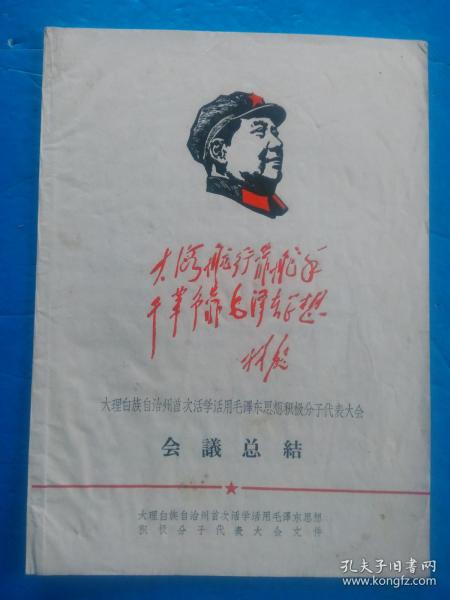 大海航行靠舵手
干革命靠毛泽东思想
林彪
大理白族自治州首次活学活用毛澤东思想积极分子代表大会
会議总結
大理白族自治州首次活学活用毛澤东思想
积极分子代表大会文件
孔夫子旧书网
www.kongfz.com